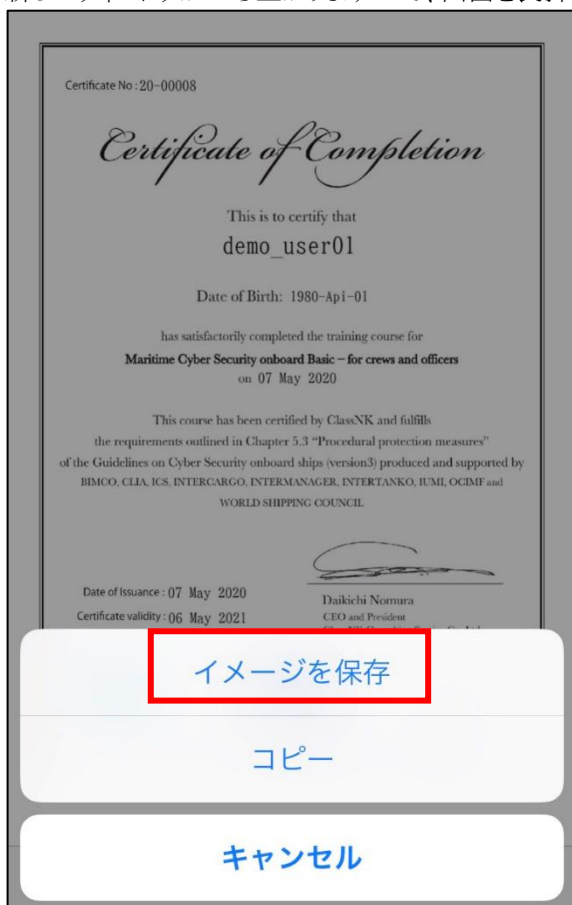 Certificate No : 20-00008
Certificate of Completion
This is to certify that
demo_user01
Date of Birth: 1980-Api-01
has satisfactorily completed the training course for
Maritime Cyber Security onboard Basic – for crews and officers
on 07 May 2020
This course has been certified by ClassNK and fulfills
the requirements outlined in Chapter 5.3 “Procedural protection measures”
of the Guidelines on Cyber Security onboard ships (version3) produced and supported by
BIMCO, CLIA, ICS, INTERCARGO, INTERMANAGER, INTERTANKO, IUMI, OCIMF and
WORLD SHIPPING COUNCIL
Date of Issuance : 07 May 2020
Certificate validity : 06 May 2021
Daikichi Nomura
CEO and President
イメージを保存
コピー
キャンセル